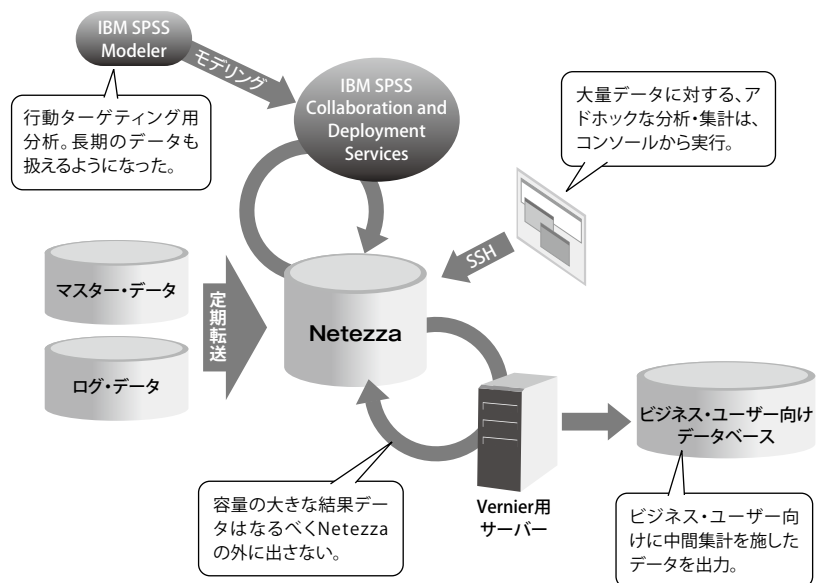 IBM SPSS
Modeler
モデリング
IBM SPSS
Collaboration and
Deployment
Services
行動ターゲティング用
分析。長期のデータも
扱えるようになった。
大量データに対する、ア
ドホックな分析・集計は、
コンソールから実行。
SSH
マスター・データ
ログ・データ
定期転送
Netezza
ビジネス・ユーザー向け
データベース
Vernier用
サーバー
容量の大きな結果デー
タはなるべくNetezza
の外に出さない。
ビジネス・ユーザー向
けに中間集計を施した
データを出力。